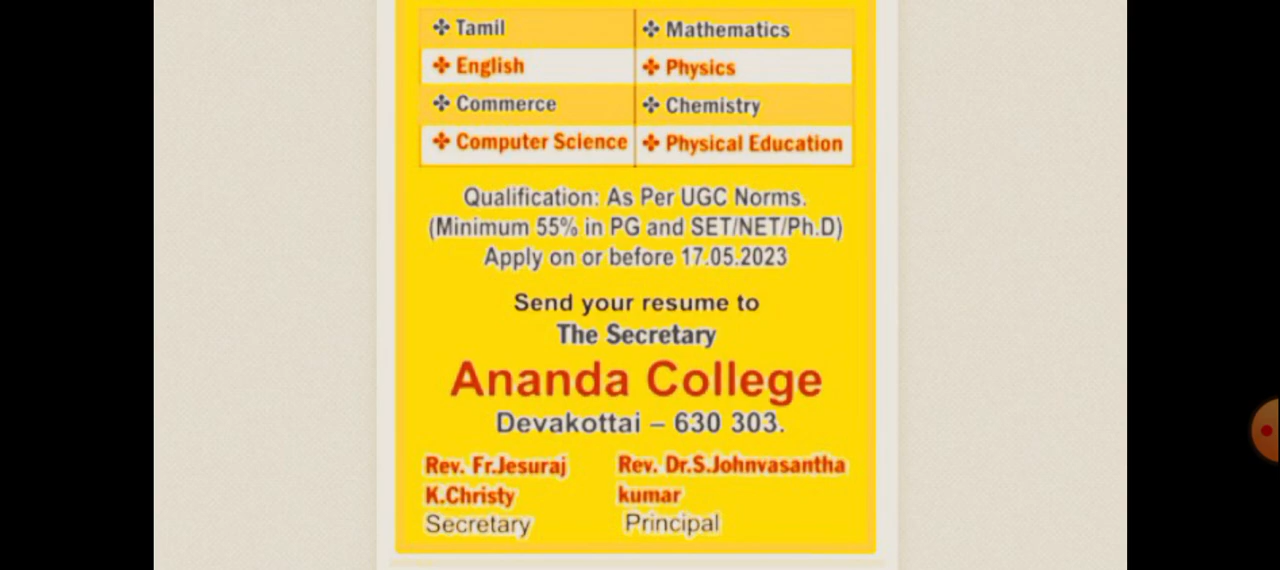 ✤ Tamil ✤ Mathematics
✤ English ✤ Physics
✤ Commerce ✤ Chemistry
✤ Computer Science ✤ Physical Education
Qualification: As Per UGC Norms.
(Minimum 55% in PG and SET/NET/Ph.D)
Apply on or before 17.05.2023
Send your resume to
The Secretary
Ananda College
Devakottai – 630 303.
Rev. Fr.Jesuraj
K.Christy
Secretary
Rev. Dr.S.Johnvasantha
kumar
Principal